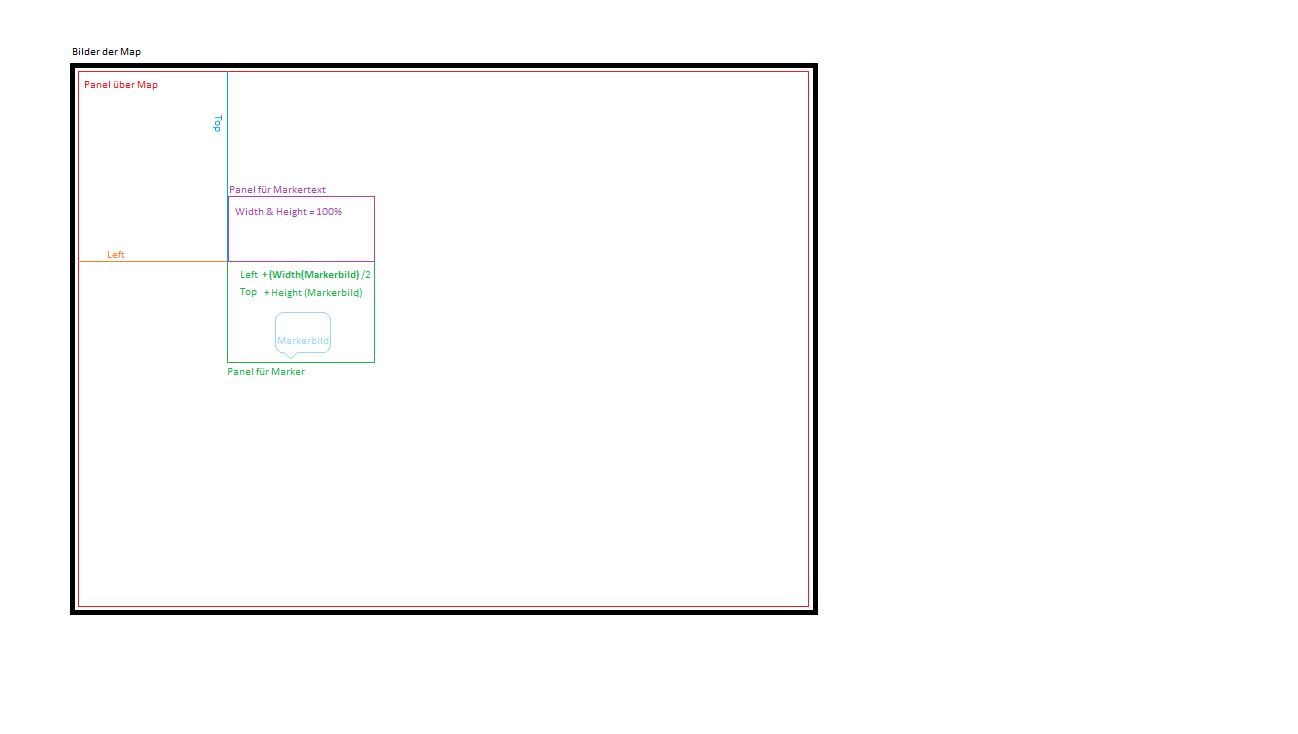 Bilder der Map
Panel über Map
Top
Panel für Markertext
Width & Height = 100%
Left
Left + (Width(Markerbild) /2
Top + Height (Markerbild)
Markerbild
Panel für Marker